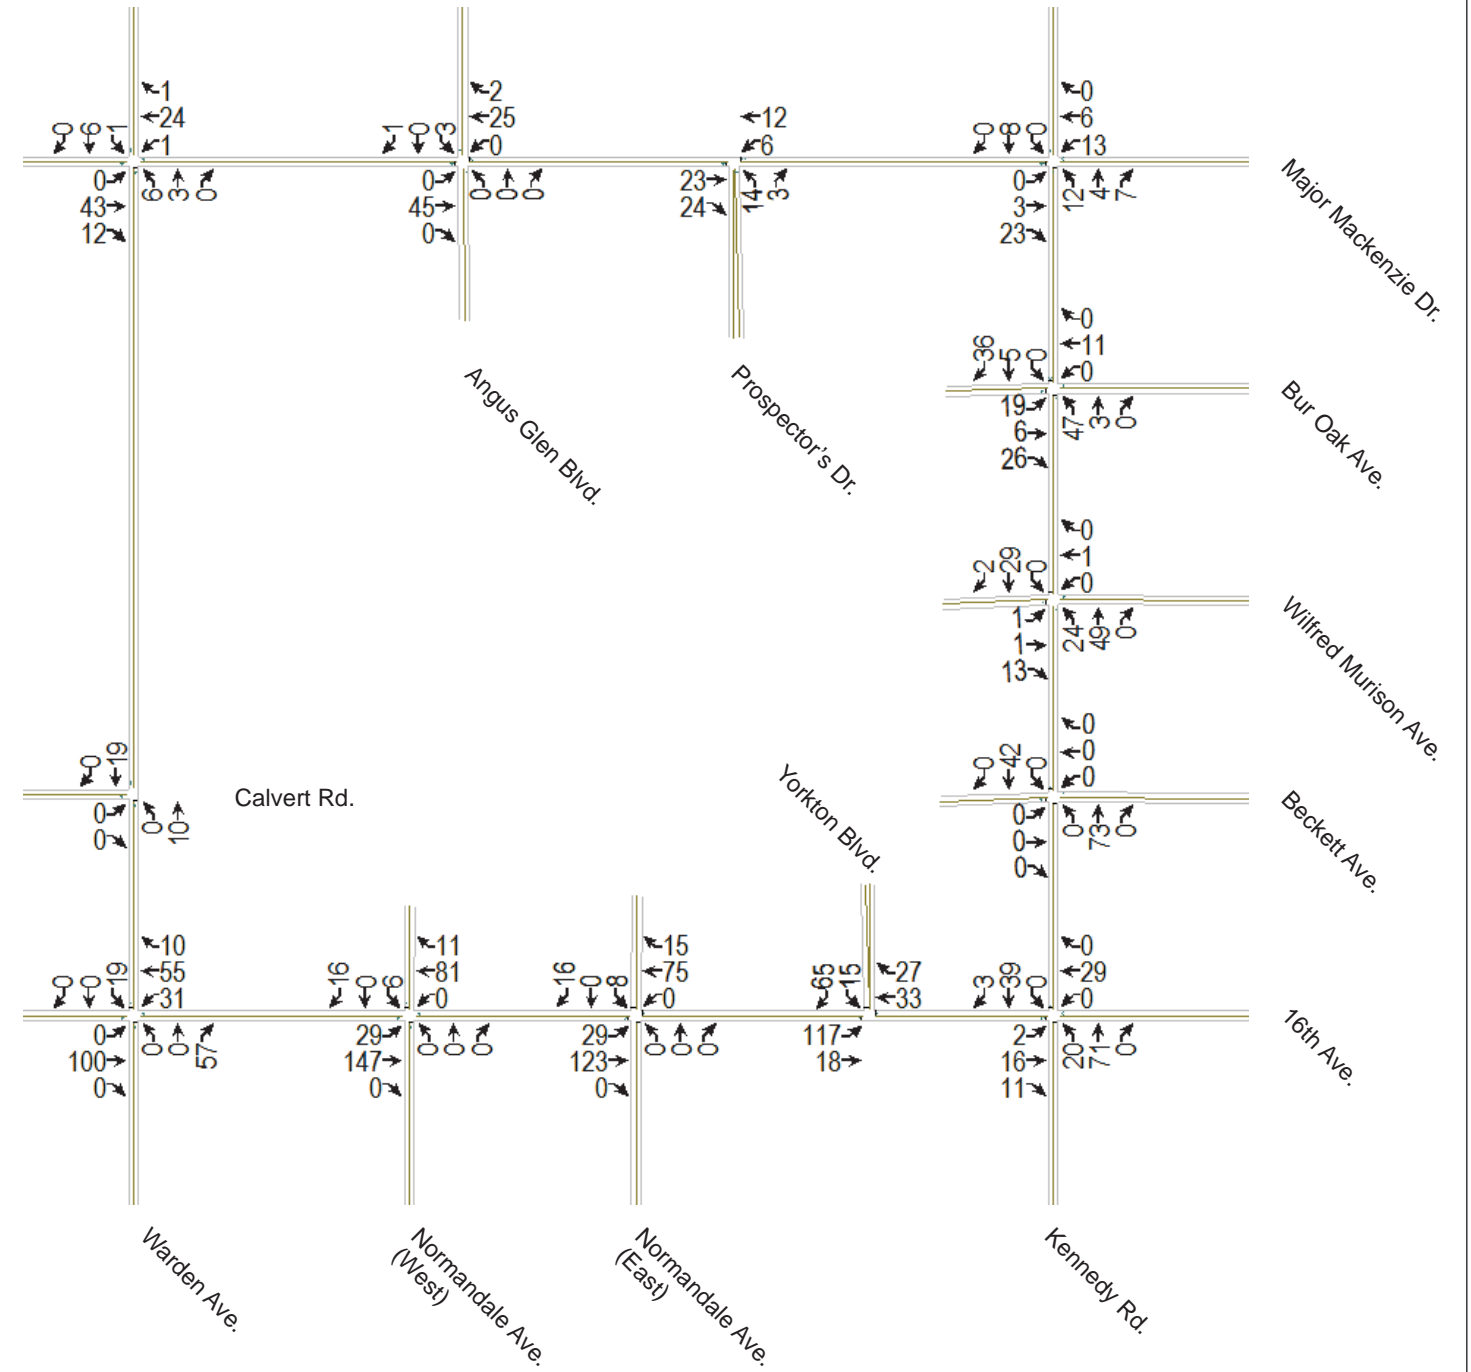 1
24
1
0 6 1
0
43
12
6 3 0
2
25
0
1 0 3
0
45
0
0 0 0
12
6
23
24
14 3
0
6
13
0 8 0
0
3
23
12 4 7
Major Mackenzie Dr.
Angus Glen Blvd.
Prospector's Dr.
0
11
0
36 5 0
19
6
26
47 3 0
Bur Oak Ave.
0
1
0
2 29 0
1
1
13
24 49 0
Wilfred Murison Ave.
0 19
0
0
0 10
Calvert Rd.
Yorkton Blvd.
0
0
0
0 42 0
0
0
0
0 73 0
Beckett Ave.
10
55
31
0 0 19
0
100
0
0 0 57
11
81
0
16 0 6
29
147
0
0 0 0
15
75
0
16 0 8
29
123
0
0 0 0
27
33
65 15
117
18
0
29
0
3 39 0
2
16
11
20 71 0
16th Ave.
Warden Ave.
Normandale Ave.
(West)
Normandale Ave.
(East)
Kennedy Rd.